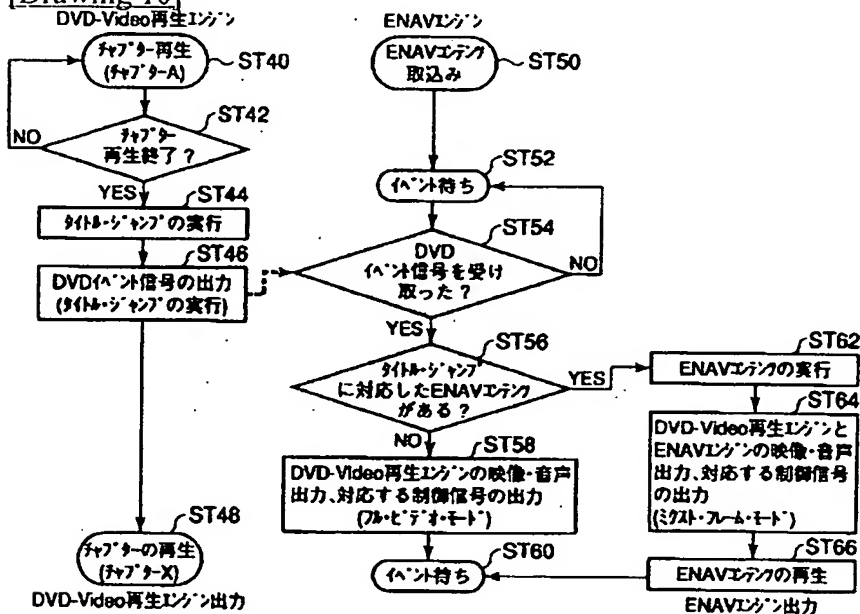 [Drawing 10]
DVD-Video再生エンジン
チャプター再生
(チャプターA)
ST40
ST42
チャプター
再生終了?
NO
YES
ST44
タイトル・ジャンプの実行
ST46
DVDイベント信号の出力
(タイトル・ジャンプの実行)
ST48
チャプターの再生
(チャプターX)
DVD-Video再生エンジン出力
ENAVエンジン
ENAVコンテンツ
取込み
ST50
ST52
イベント待ち
ST54
DVD
イベント信号を受け
取った?
NO
YES
ST56
タイトル・ジャンプ
に対応したENAVコンテンツ
がある?
YES
NO
ST58
DVD-Video再生エンジンの映像・音声
出力、対応する制御信号の出力
(フル・ビデオ・モード)
ST60
イベント待ち
ST62
ENAVコンテンツの実行
ST64
DVD-Video再生エンジンと
ENAVエンジンの映像・音声
出力、対応する制御信号
の出力
(ミクスト・フレーム・モード)
ST66
ENAVコンテンツの再生
ENAVエンジン出力